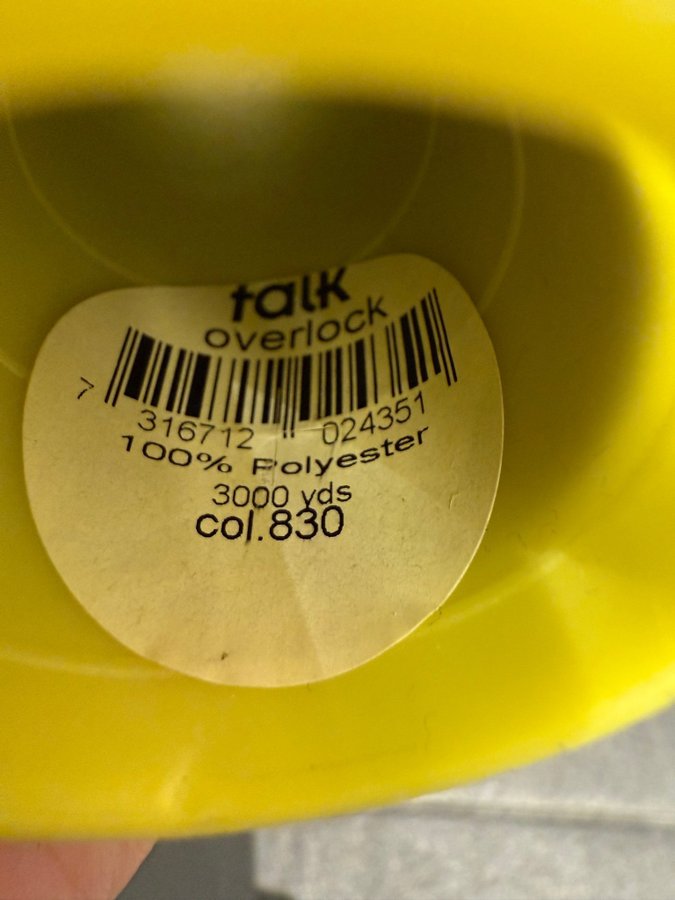 talk
overlock
7 316712 024351
100% Polyester
3000 yds
col.830